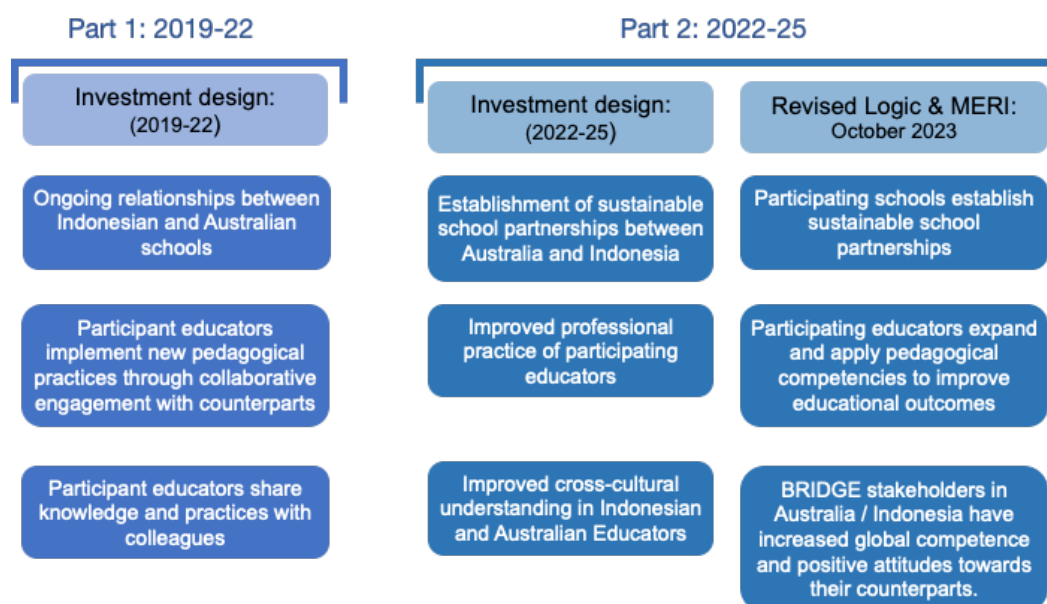 Part 1: 2019-22
Part 2: 2022-25
Investment design:
(2019-22)
Investment design:
(2022-25)
Revised Logic & MERI:
October 2023
Ongoing relationships between
Indonesian and Australian
schools
Establishment of sustainable
school partnerships between
Australia and Indonesia
Participating schools establish
sustainable school
partnerships
Participant educators
implement new pedagogical
practices through collaborative
engagement with counterparts
Improved professional
practice of participating
educators
Participating educators expand
and apply pedagogical
competencies to improve
educational outcomes
Participant educators share
knowledge and practices with
colleagues
Improved cross-cultural
understanding in Indonesian
and Australian Educators
BRIDGE stakeholders in
Australia / Indonesia have
increased global competence
and positive attitudes towards
their counterparts.